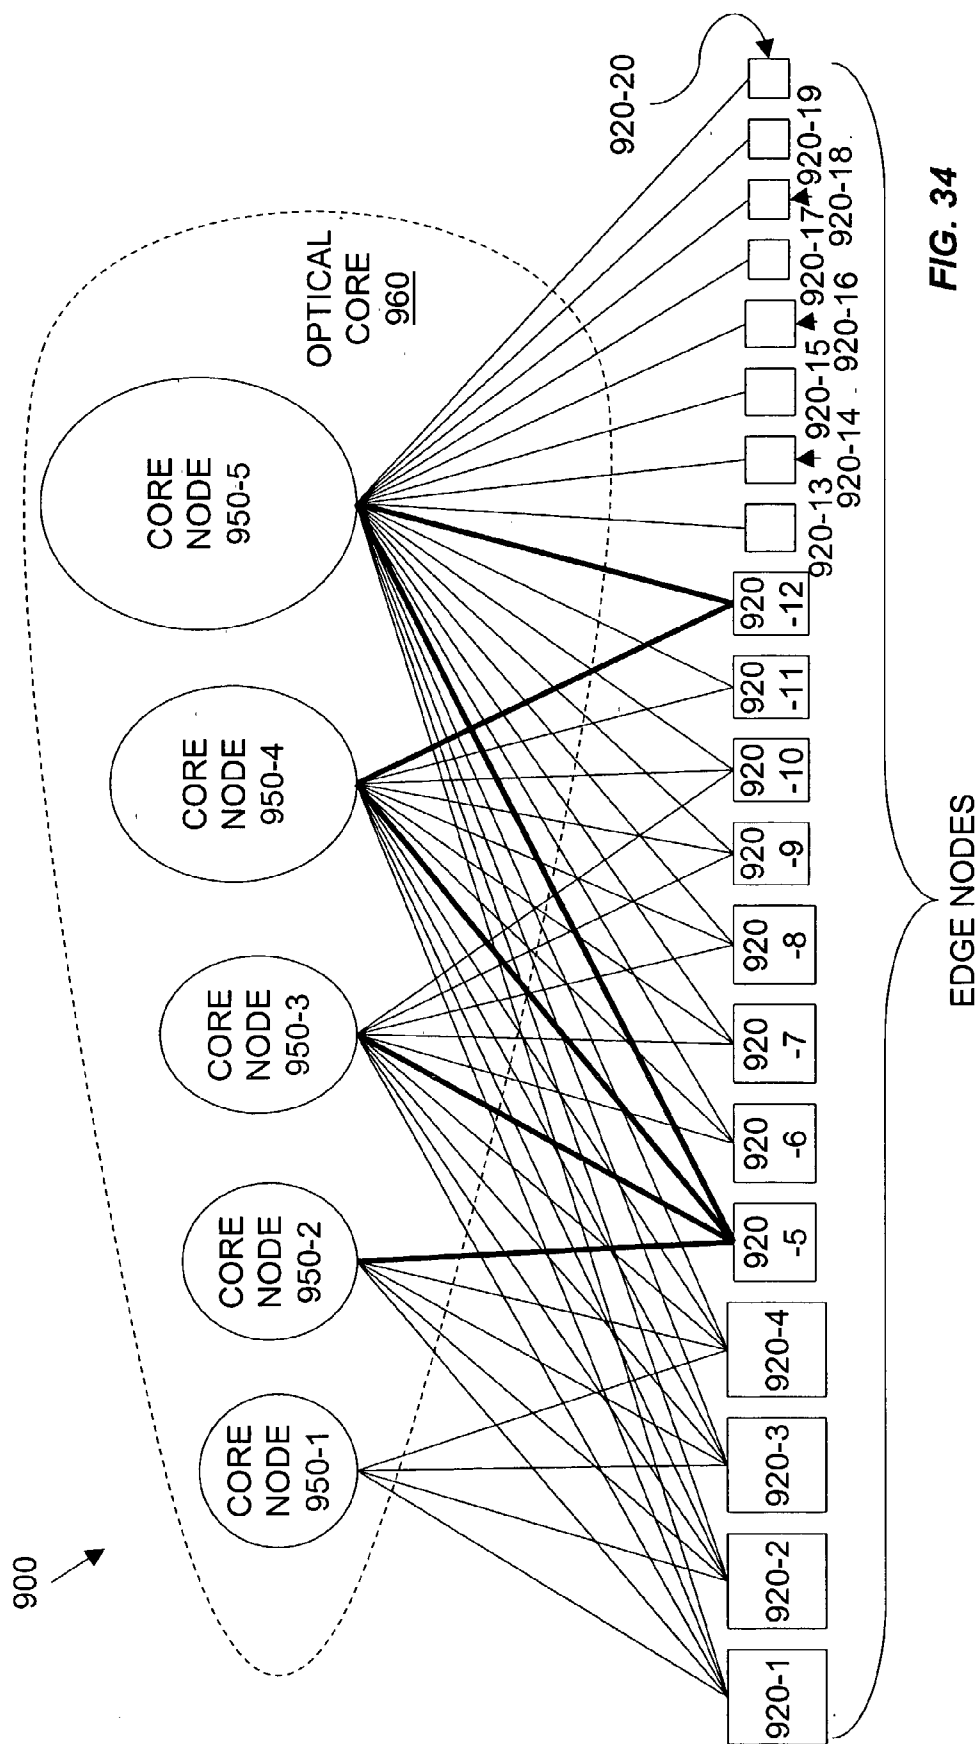 900
CORE
NODE
950-1
CORE
NODE
950-2
CORE
NODE
950-3
CORE
NODE
950-4
CORE
NODE
950-5
OPTICAL
CORE
960
920-1
920-2
920-3
920-4
920
-5
920
-6
920
-7
920
-8
920
-9
920
-10
920
-11
920
-12
920-13
920-14
920-15
920-16
920-17
920-18
920-19
920-20
EDGE NODES
FIG. 34